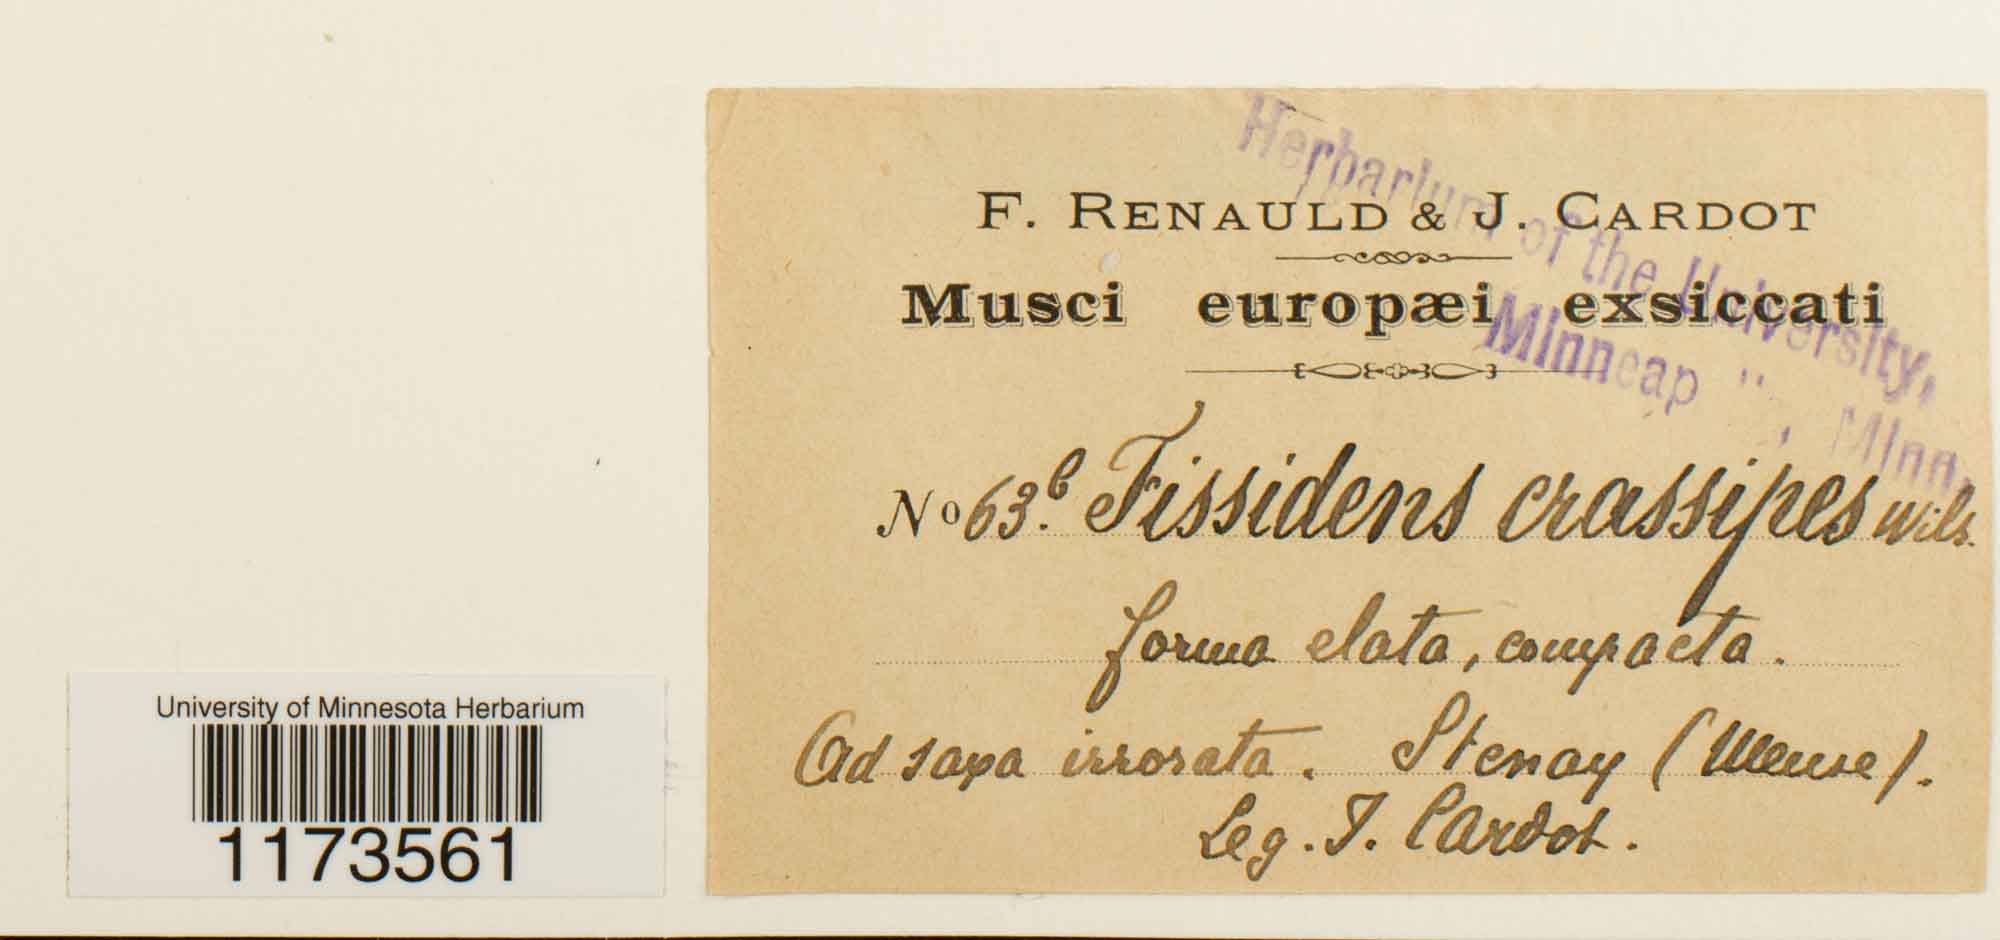 F. RENAULD & J. CARDOT
Musci europæi exsiccati
Herbarium of the University,
Minneap , Minn.
No 63.b Fissidens crassipes Wils.
forma elata, compacta.
Ad saxa irrorata. Stenay (Meuse).
Leg. J. Cardot.
University of Minnesota Herbarium
1173561